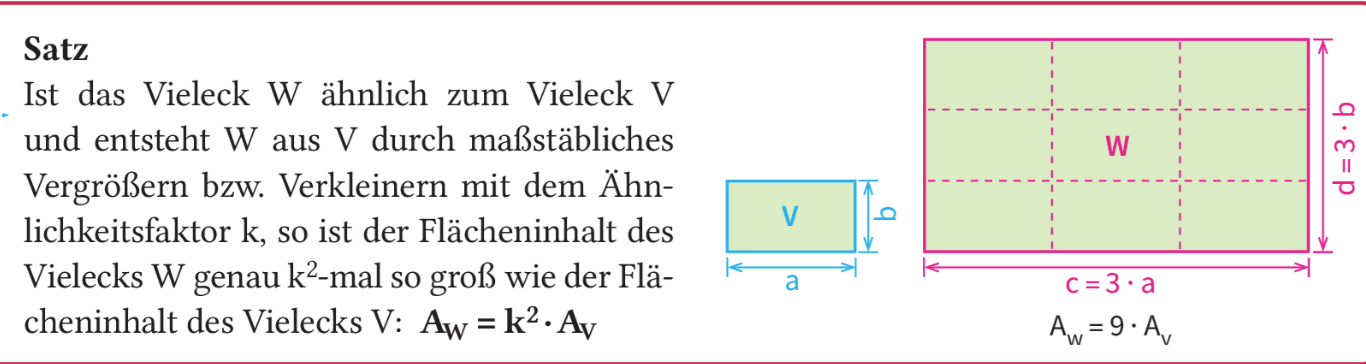 Satz
Ist das Vieleck W ähnlich zum Vieleck V
und entsteht W aus V durch maßstäbliches
Vergrößern bzw. Verkleinern mit dem Ähn-
lichkeitsfaktor k, so ist der Flächeninhalt des
Vielecks W genau k²-mal so groß wie der Flä-
cheninhalt des Vielecks V: A_W = k² · A_V
V
b
a
W
d = 3 · b
c = 3 · a
A_w = 9 · A_v